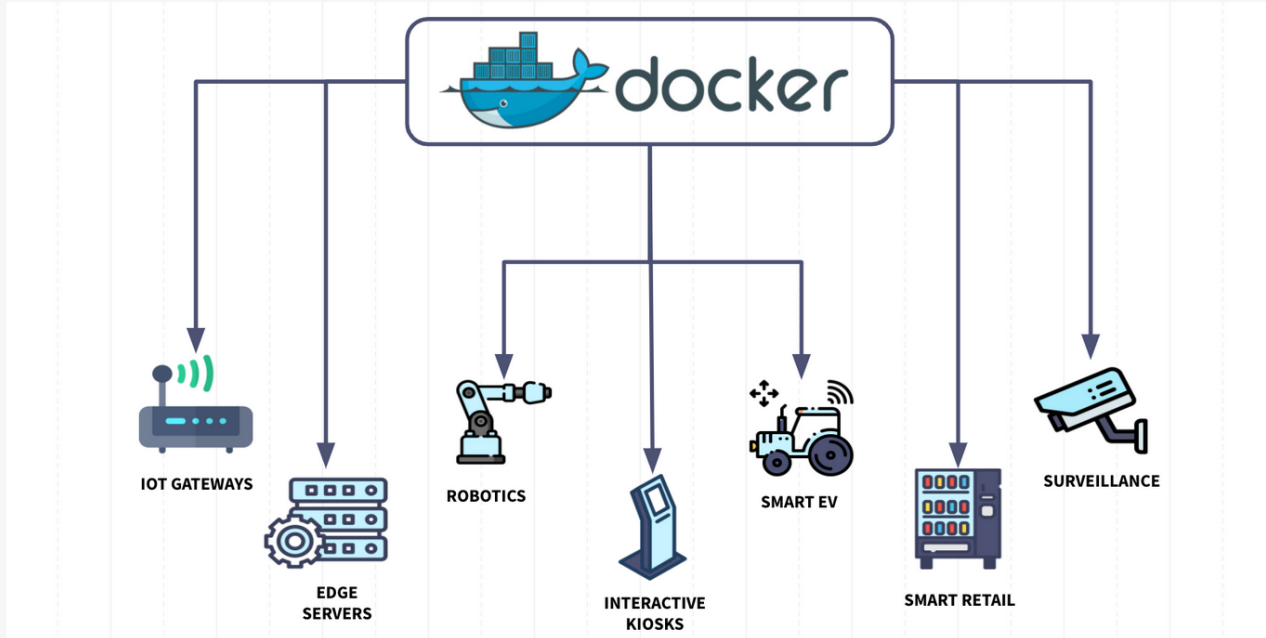 docker
IOT GATEWAYS
EDGE
SERVERS
ROBOTICS
INTERACTIVE
KIOSKS
SMART EV
SMART RETAIL
SURVEILLANCE